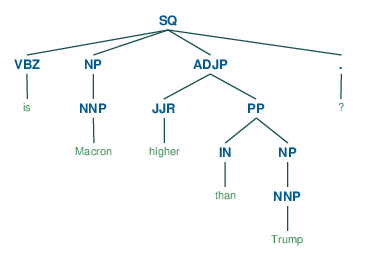 SQ
VBZ NP ADJP .
is NNP JJR PP ?
Macron higher IN NP
than NNP
Trump